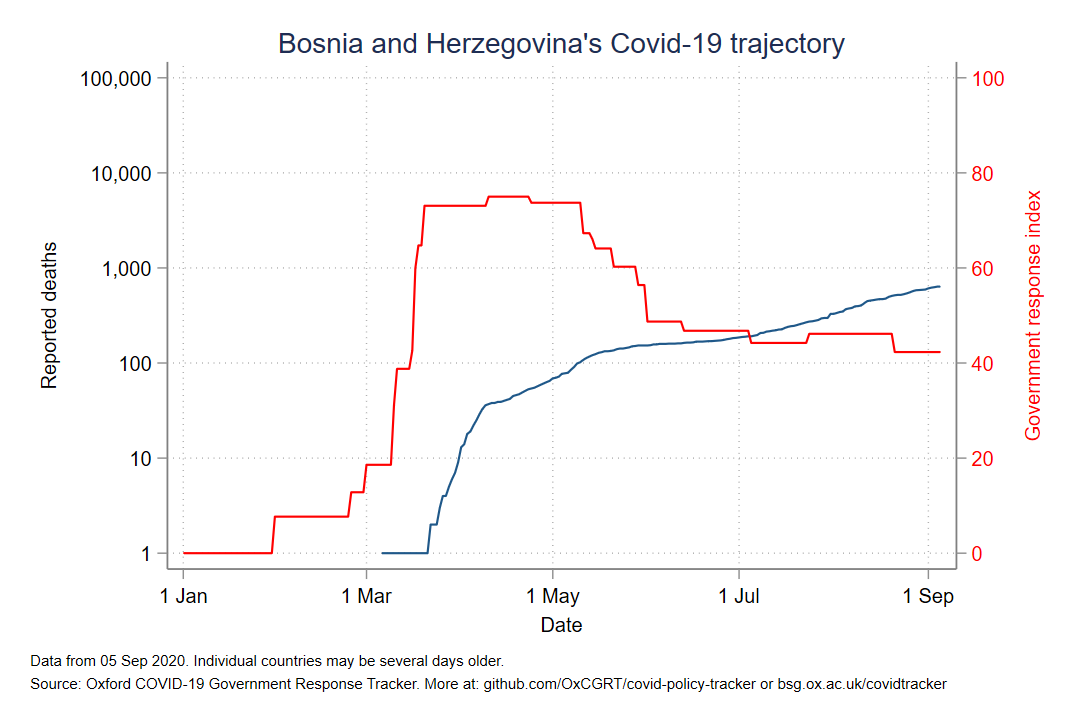 Bosnia and Herzegovina's Covid-19 trajectory
100,000
10,000
1,000
100
10
1
Reported deaths
100
80
60
40
20
0
Government response index
1 Jan
1 Mar
1 May
1 Jul
1 Sep
Date
Data from 05 Sep 2020. Individual countries may be several days older.
Source: Oxford COVID-19 Government Response Tracker. More at: github.com/OxCGRT/covid-policy-tracker or bsg.ox.ac.uk/covidtracker